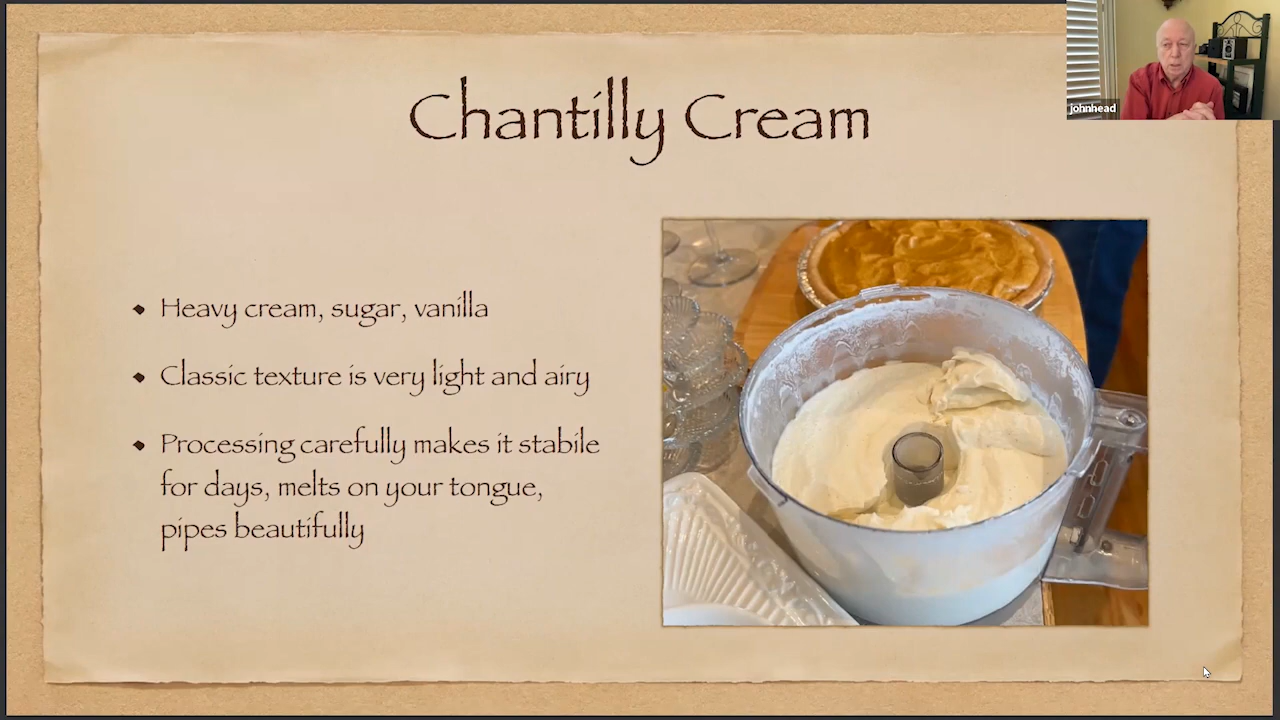 johnhead
Chantilly Cream
Heavy cream, sugar, vanilla
Classic texture is very light and airy
Processing carefully makes it stabile
for days, melts on your tongue,
pipes beautifully